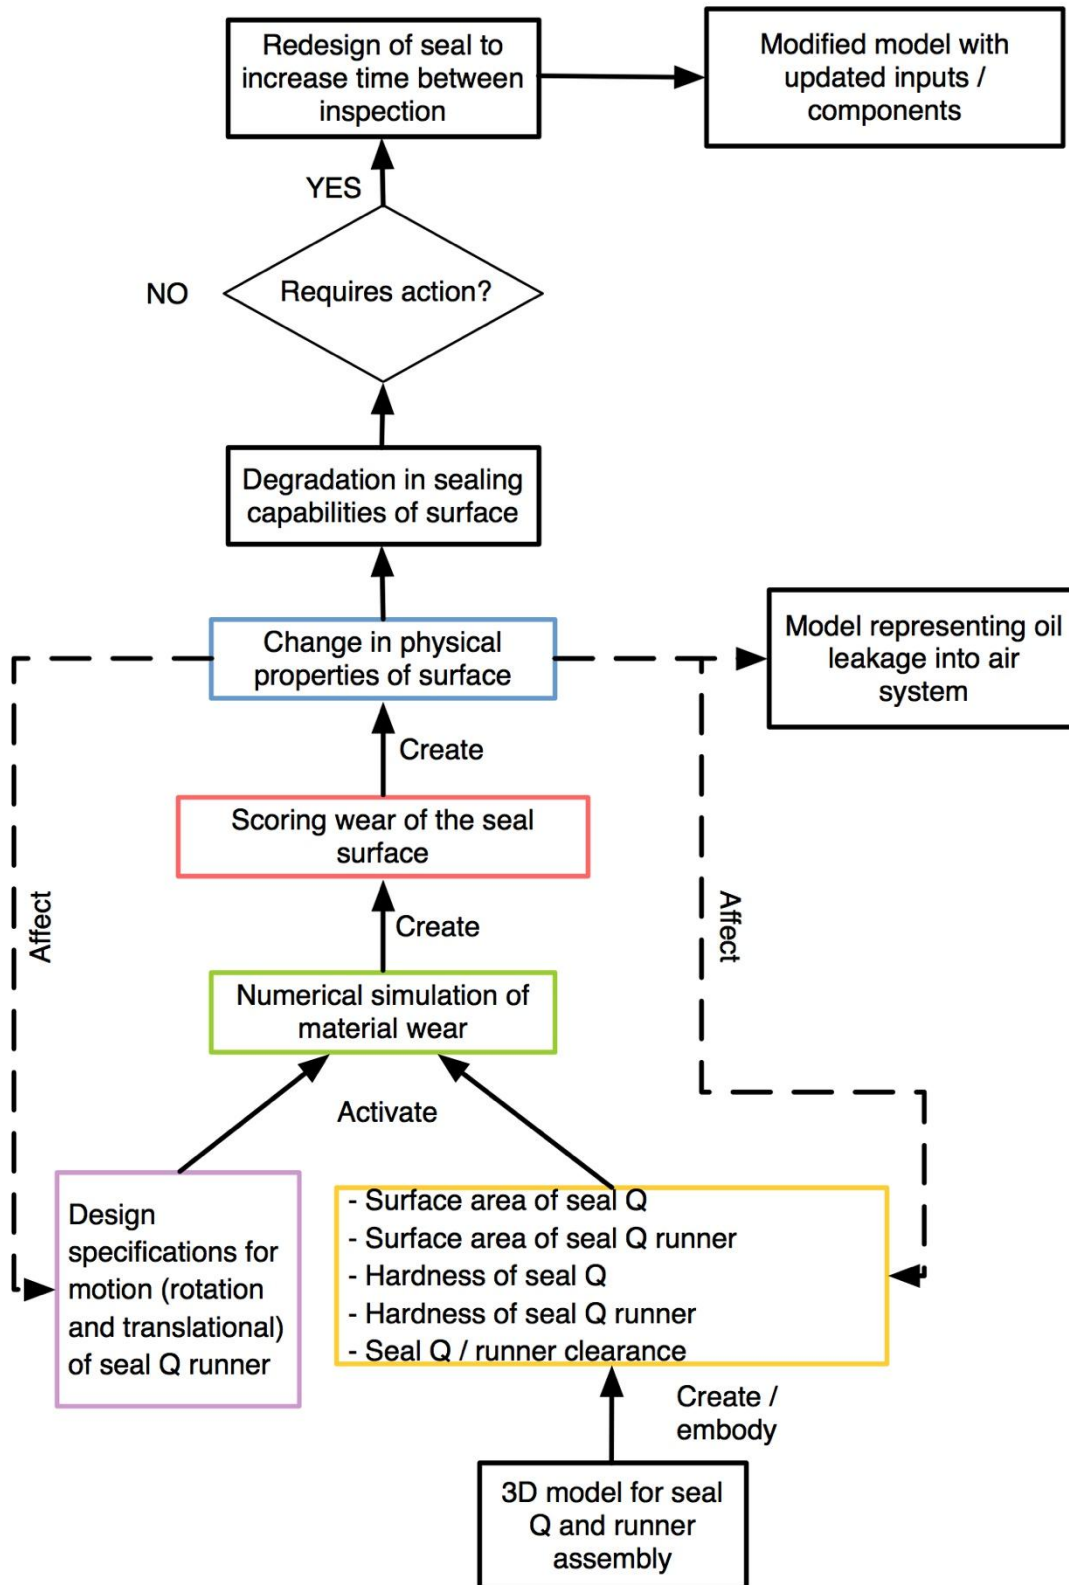 Redesign of seal to
increase time between
inspection
Modified model with
updated inputs /
components
YES
NO
Requires action?
Degradation in sealing
capabilities of surface
Change in physical
properties of surface
Model representing oil
leakage into air
system
Create
Scoring wear of the seal
surface
Affect
Affect
Create
Numerical simulation of
material wear
Activate
Design
specifications for
motion (rotation
and translational)
of seal Q runner
- Surface area of seal Q
- Surface area of seal Q runner
- Hardness of seal Q
- Hardness of seal Q runner
- Seal Q / runner clearance
Create /
embody
3D model for seal
Q and runner
assembly